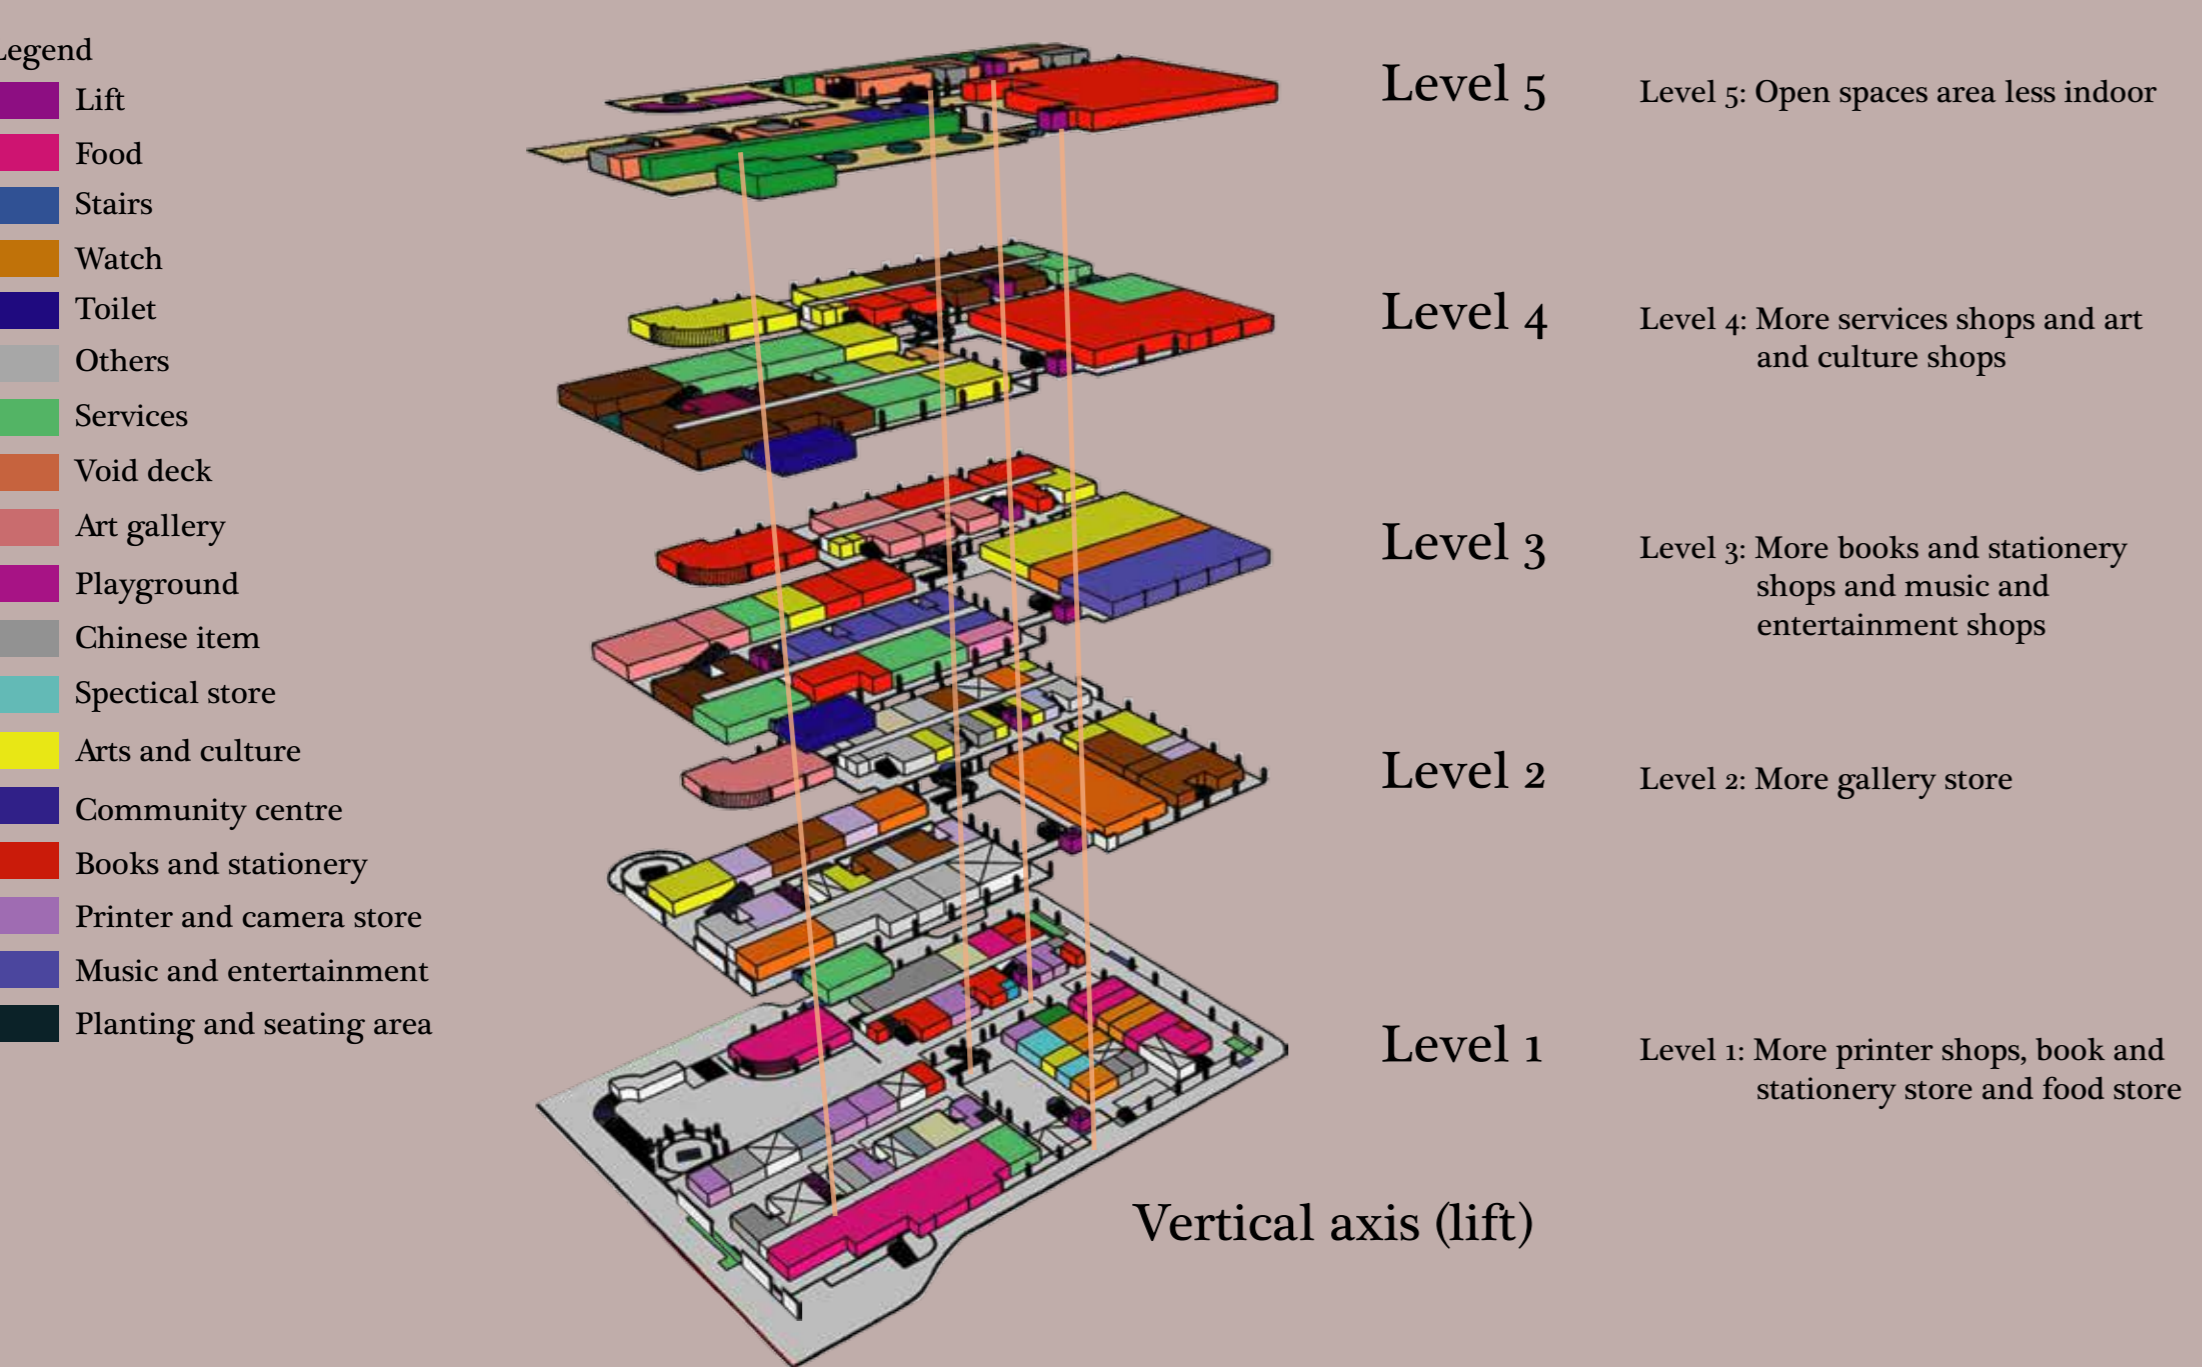 Legend
Lift
Food
Stairs
Watch
Toilet
Others
Services
Void deck
Art gallery
Playground
Chinese item
Spectical store
Arts and culture
Community centre
Books and stationery
Printer and camera store
Music and entertainment
Planting and seating area
Level 5
Level 5: Open spaces area less indoor
Level 4
Level 4: More services shops and art
and culture shops
Level 3
Level 3: More books and stationery
shops and music and
entertainment shops
Level 2
Level 2: More gallery store
Level 1
Level 1: More printer shops, book and
stationery store and food store
Vertical axis (lift)